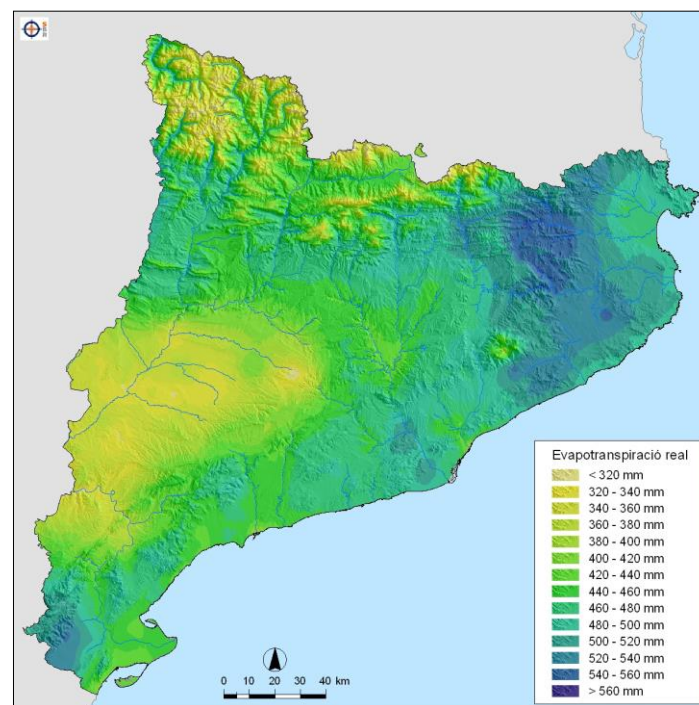 Evapotranspiració real
< 320 mm
320 - 340 mm
340 - 360 mm
360 - 380 mm
380 - 400 mm
400 - 420 mm
420 - 440 mm
440 - 460 mm
460 - 480 mm
480 - 500 mm
500 - 520 mm
520 - 540 mm
540 - 560 mm
> 560 mm
0 10 20 30 40 km